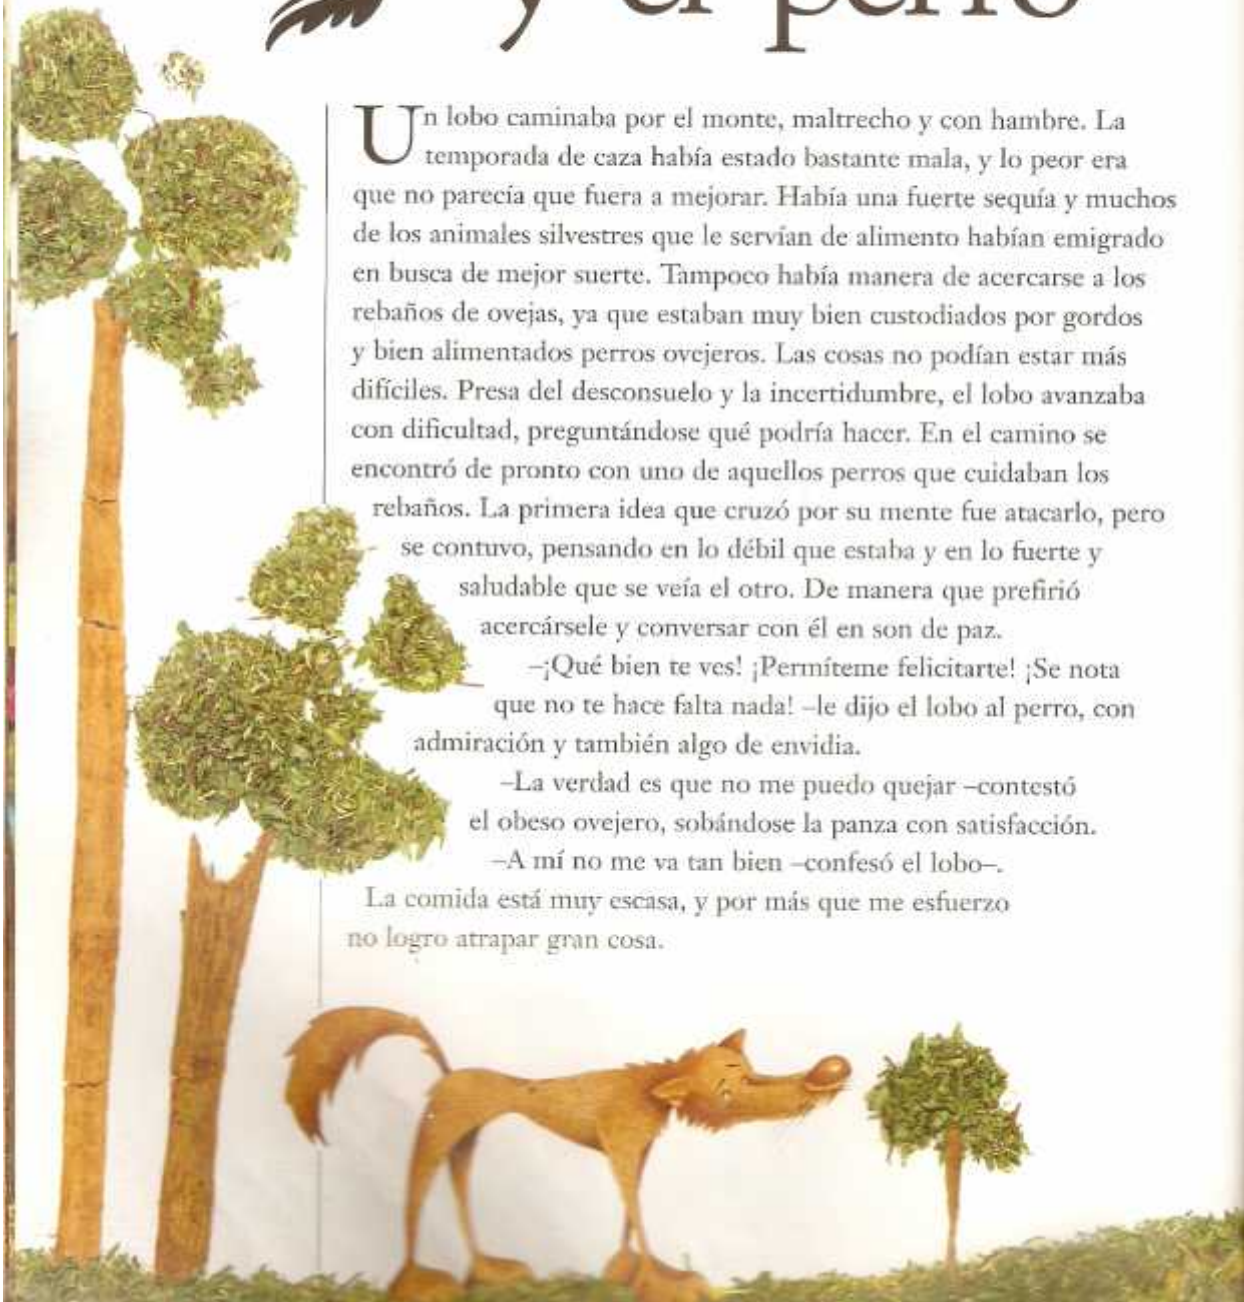 y el perro
Un lobo caminaba por el monte, maltrecho y con hambre. La
temporada de caza había estado bastante mala, y lo peor era
que no parecía que fuera a mejorar. Había una fuerte sequía y muchos
de los animales silvestres que le servían de alimento habían emigrado
en busca de mejor suerte. Tampoco había manera de acercarse a los
rebaños de ovejas, ya que estaban muy bien custodiados por gordos
y bien alimentados perros ovejeros. Las cosas no podían estar más
difíciles. Presa del desconsuelo y la incertidumbre, el lobo avanzaba
con dificultad, preguntándose qué podría hacer. En el camino se
encontró de pronto con uno de aquellos perros que cuidaban los
rebaños. La primera idea que cruzó por su mente fue atacarlo, pero
se contuvo, pensando en lo débil que estaba y en lo fuerte y
saludable que se veía el otro. De manera que prefirió
acercársele y conversar con él en son de paz.
–¡Qué bien te ves! ¡Permíteme felicitarte! ¡Se nota
que no te hace falta nada! –le dijo el lobo al perro, con
admiración y también algo de envidia.
–La verdad es que no me puedo quejar –contestó
el obeso ovejero, sobándose la panza con satisfacción.
–A mí no me va tan bien –confesó el lobo–.
La comida está muy escasa, y por más que me esfuerzo
no logro atrapar gran cosa.